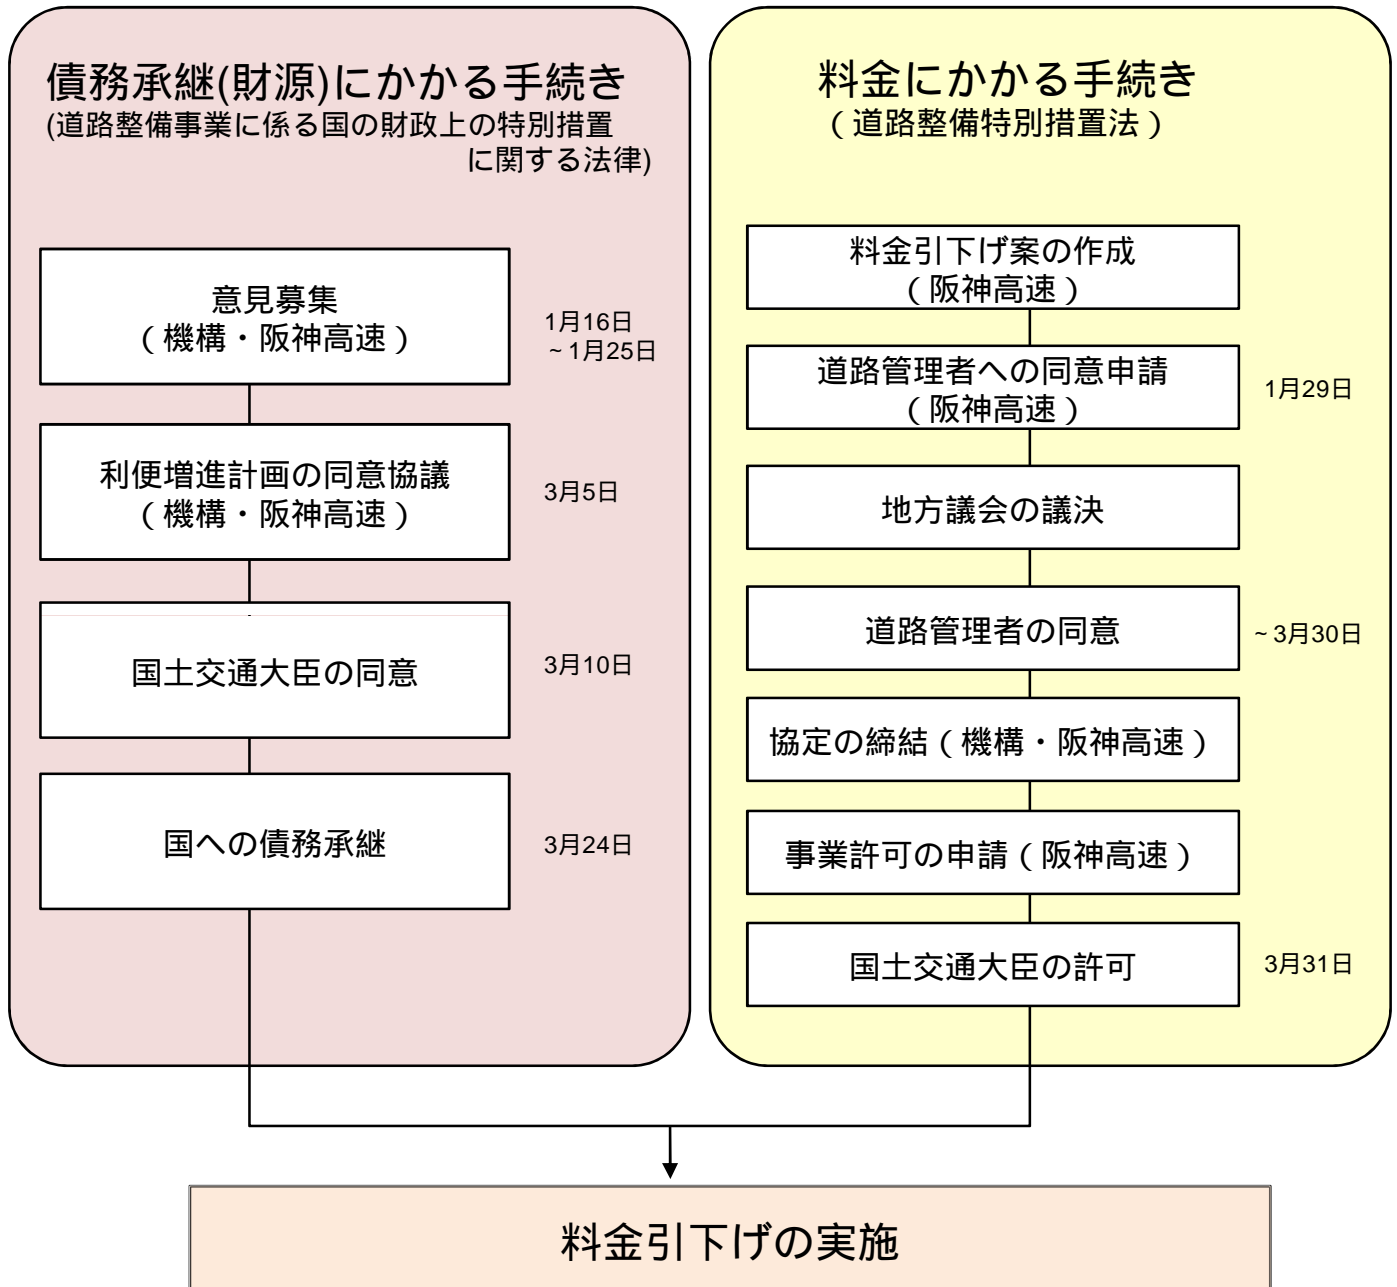 債務承継(財源)にかかる手続き
(道路整備事業に係る国の財政上の特別措置
に関する法律)
意見募集
(機構・阪神高速)
1月16日
~1月25日
利便増進計画の同意協議
(機構・阪神高速)
3月5日
国土交通大臣の同意
3月10日
国への債務承継
3月24日
料金にかかる手続き
(道路整備特別措置法)
料金引下げ案の作成
(阪神高速)
道路管理者への同意申請
(阪神高速)
1月29日
地方議会の議決
道路管理者の同意
~3月30日
協定の締結(機構・阪神高速)
事業許可の申請(阪神高速)
国土交通大臣の許可
3月31日
料金引下げの実施